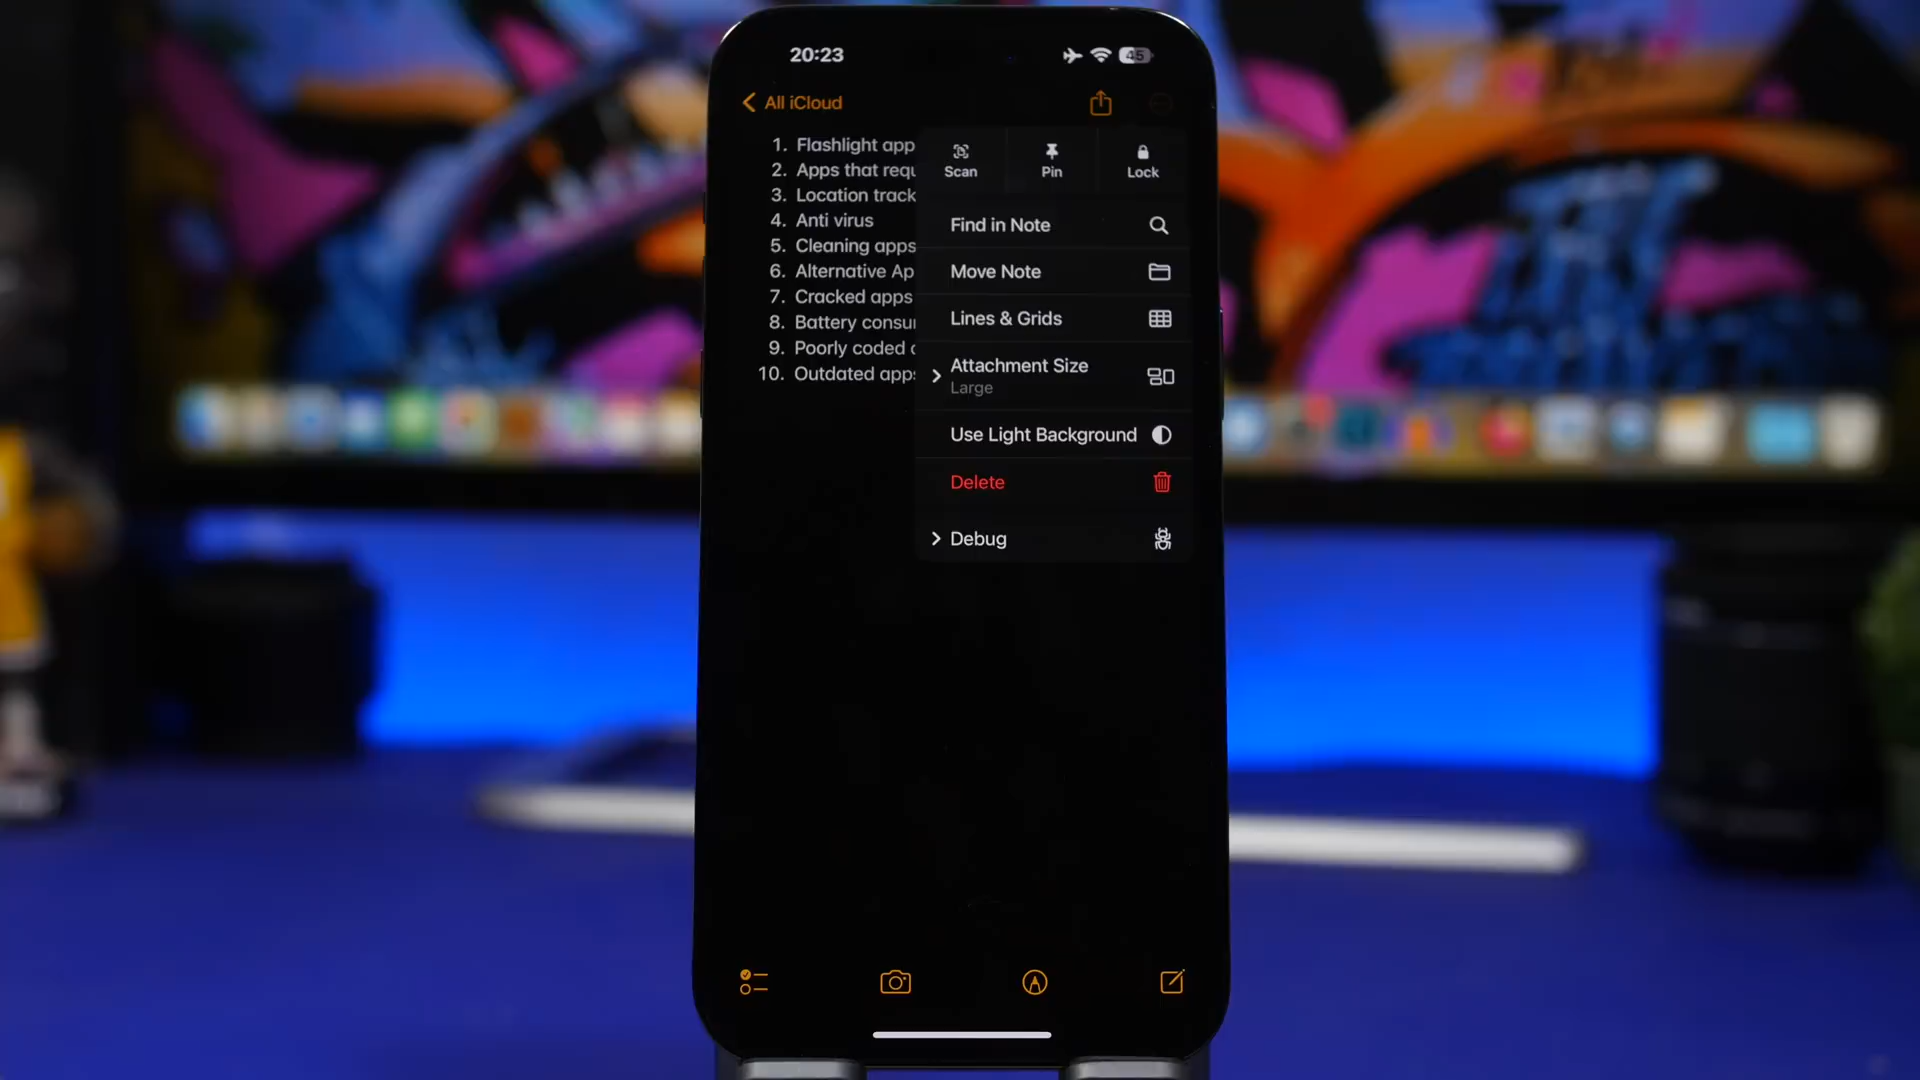 20:23
45
All iCloud
1. Flashlight app
2. Apps that requ
3. Location track
4. Anti virus
5. Cleaning apps
6. Alternative Ap
7. Cracked apps
8. Battery consu
9. Poorly coded
10. Outdated apps
Scan
Pin
Lock
Find in Note
Move Note
Lines & Grids
Attachment Size
Large
Use Light Background
Delete
Debug